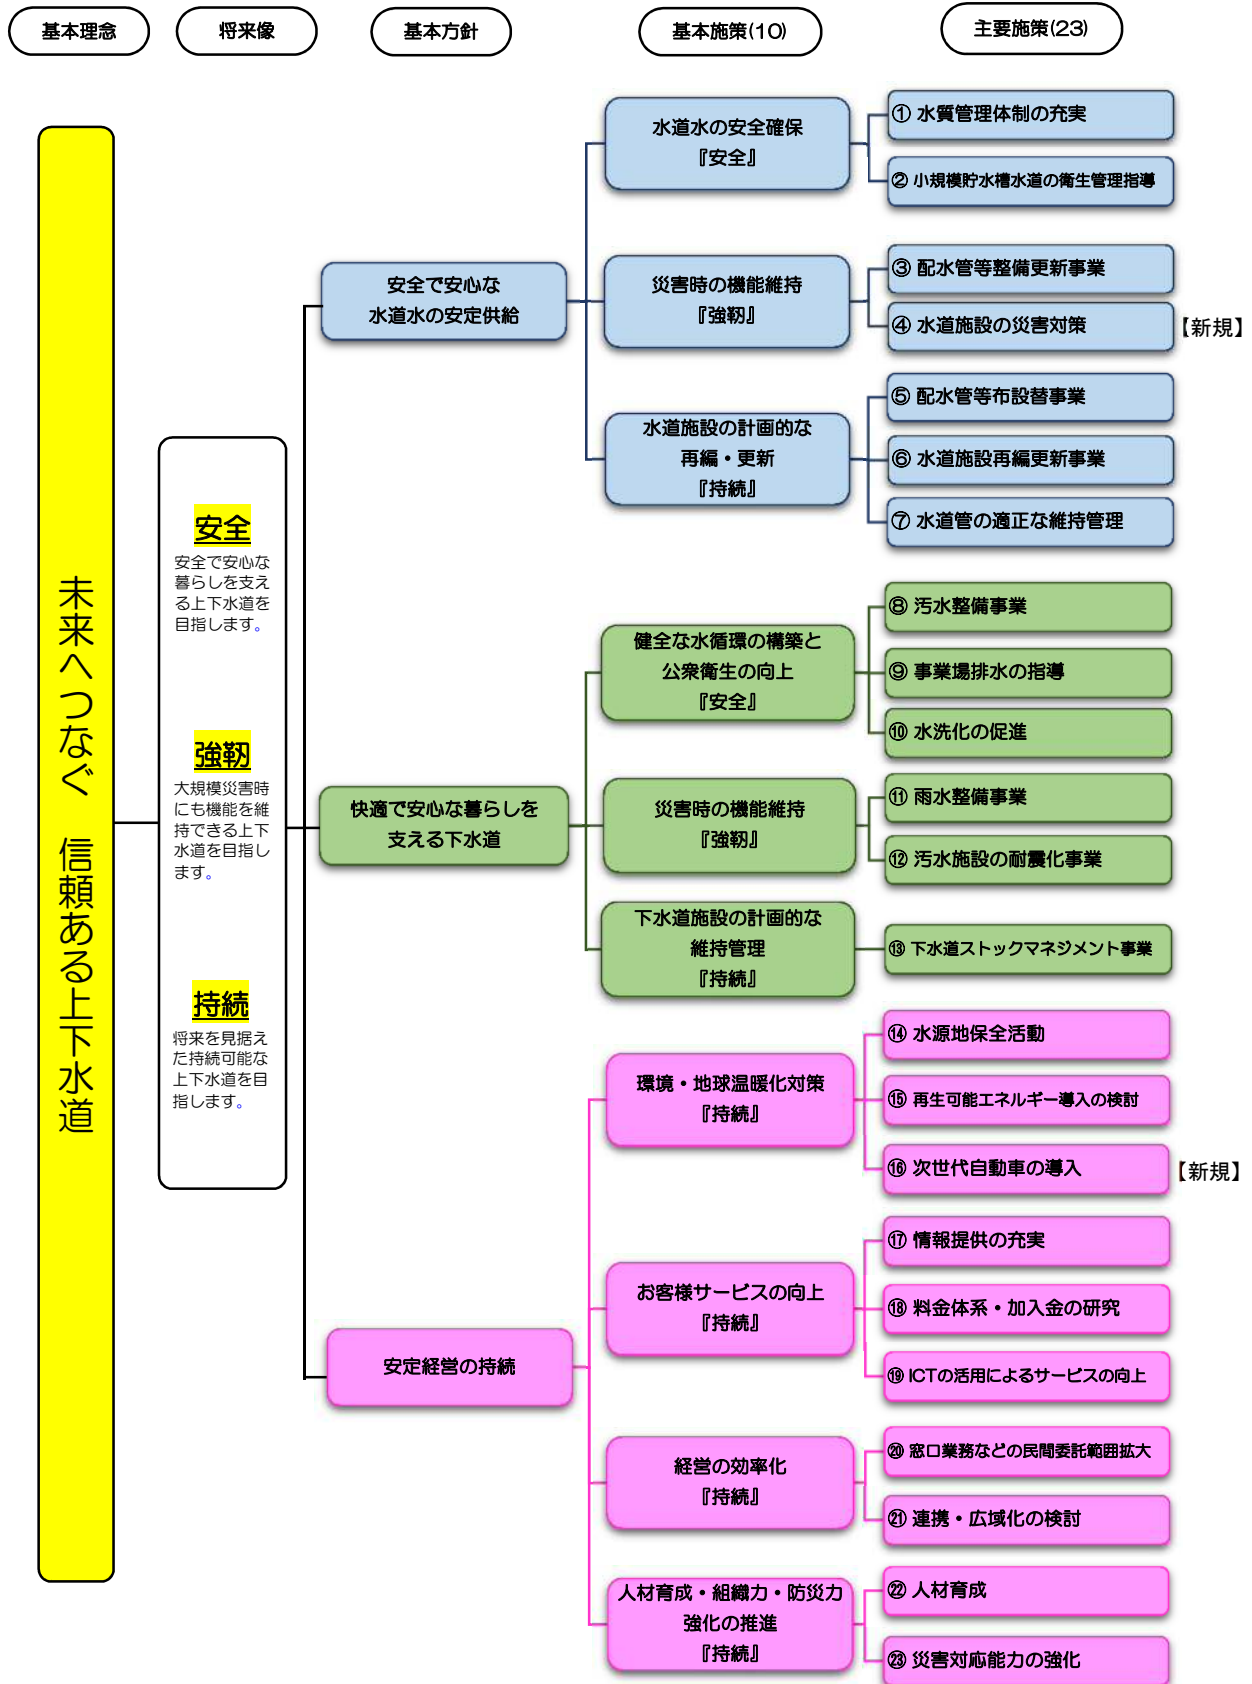 基本理念
将来像
基本方針
基本施策(10)
主要施策(23)
未来へつなぐ 信頼ある上下水道
安全
安全で安心な
暮らしを支え
る上下水道を
目指します。
強靭
大規模災害時
にも機能を維
持できる上下
水道を目指し
ます。
持続
将来を見据え
た持続可能な
上下水道を目
指します。
安全で安心な
水道水の安定供給
水道水の安全確保
『安全』
① 水質管理体制の充実
② 小規模貯水槽水道の衛生管理指導
災害時の機能維持
『強靭』
③ 配水管等整備更新事業
④ 水道施設の災害対策
【新規】
水道施設の計画的な
再編・更新
『持続』
⑤ 配水管等布設替事業
⑥ 水道施設再編更新事業
⑦ 水道管の適正な維持管理
快適で安心な暮らしを
支える下水道
健全な水循環の構築と
公衆衛生の向上
『安全』
⑧ 汚水整備事業
⑨ 事業場排水の指導
⑩ 水洗化の促進
災害時の機能維持
『強靭』
⑪ 雨水整備事業
⑫ 汚水施設の耐震化事業
下水道施設の計画的な
維持管理
『持続』
⑬ 下水道ストックマネジメント事業
安定経営の持続
環境・地球温暖化対策
『持続』
⑭ 水源地保全活動
⑮ 再生可能エネルギー導入の検討
⑯ 次世代自動車の導入
【新規】
お客様サービスの向上
『持続』
⑰ 情報提供の充実
⑱ 料金体系・加入金の研究
⑲ ICTの活用によるサービスの向上
経営の効率化
『持続』
⑳ 窓口業務などの民間委託範囲拡大
㉑ 連携・広域化の検討
人材育成・組織力・防災力
強化の推進
『持続』
㉒ 人材育成
㉓ 災害対応能力の強化